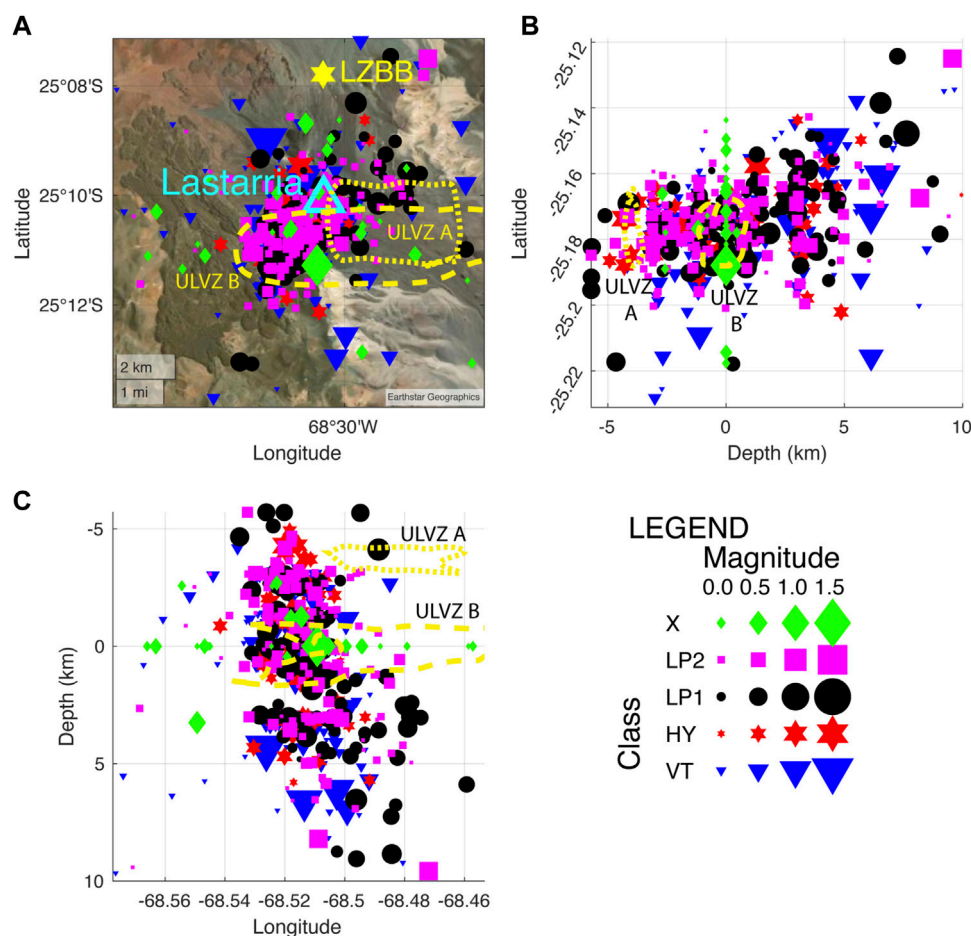 A
LZBB
25°08'S
25°10'S
25°12'S
Latitude
Lastarria
ULVZ A
ULVZ B
2 km
1 mi
Earthstar Geographics
68°30'W
Longitude
B
-25.12
-25.14
-25.16
-25.18
-25.2
-25.22
Latitude
ULVZ
A
ULVZ
B
-5 0 5 10
Depth (km)
C
-5
0
5
10
Depth (km)
ULVZ A
ULVZ B
-68.56 -68.54 -68.52 -68.5 -68.48 -68.46
Longitude
LEGEND
Magnitude
0.0 0.5 1.0 1.5
Class
X
LP2
LP1
HY
VT